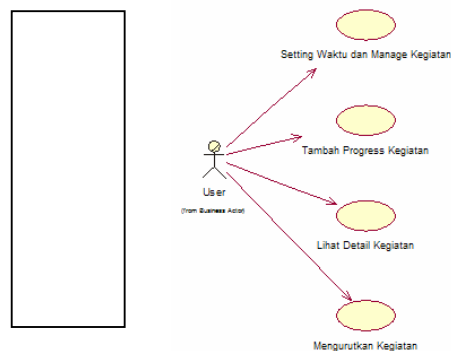 Setting Waktu dan Manage Kegiatan
Tambah Progress Kegiatan
User
(from Business Actor)
Lihat Detail Kegiatan
Mengurutkan Kegiatan